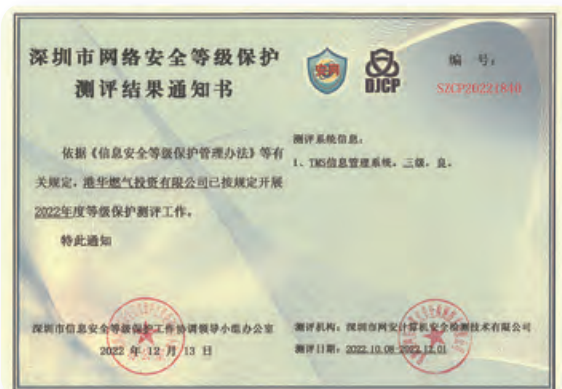 深圳市网络安全等级保护
测评结果通知书
DJCP
编 号:
SZCP20221810
依据《信息安全等级保护管理办法》等有
关规定,港华燃气投资有限公司已按规定开展
2022年度等级保护测评工作。
特此通知
测评系统信息:
1、TMS信息管理系统,三级,良。
深圳市信息安全等级保护工作协调领导小组办公室
2022 年 12 月 13 日
测评机构:深圳市网安计算机安全检测技术有限公司
测评日期:2022.10.08-2022.12.01